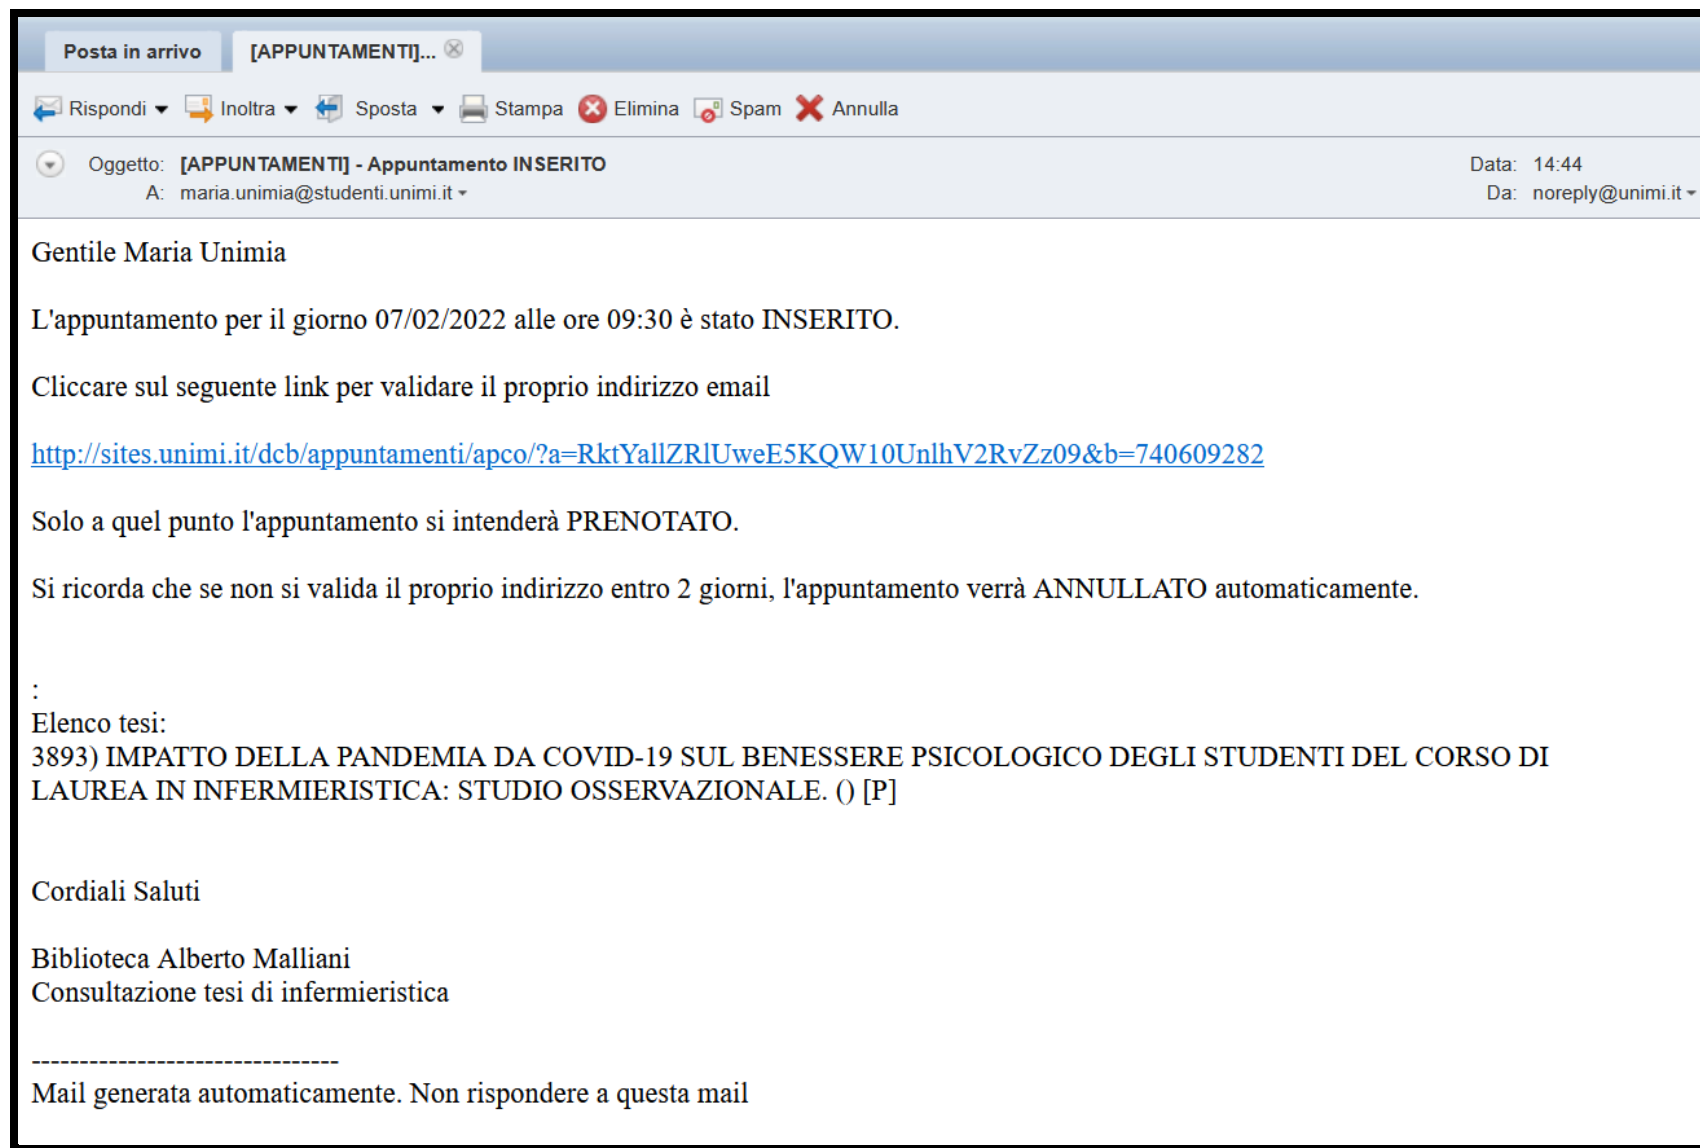 Posta in arrivo [APPUNTAMENTI]...
Rispondi Inoltra Sposta Stampa Elimina Spam Annulla
Oggetto: [APPUNTAMENTI] - Appuntamento INSERITO Data: 14:44
A: maria.unimia@studenti.unimi.it Da: noreply@unimi.it
Gentile Maria Unimia
L'appuntamento per il giorno 07/02/2022 alle ore 09:30 è stato INSERITO.
Cliccare sul seguente link per validare il proprio indirizzo email
http://sites.unimi.it/dcb/appuntamenti/apco/?a=RktYallZRlUweE5KQW10UnlhV2RvZz09&b=740609282
Solo a quel punto l'appuntamento si intenderà PRENOTATO.
Si ricorda che se non si valida il proprio indirizzo entro 2 giorni, l'appuntamento verrà ANNULLATO automaticamente.
:
Elenco tesi:
3893) IMPATTO DELLA PANDEMIA DA COVID-19 SUL BENESSERE PSICOLOGICO DEGLI STUDENTI DEL CORSO DI
LAUREA IN INFERMIERISTICA: STUDIO OSSERVAZIONALE. () [P]
Cordiali Saluti
Biblioteca Alberto Malliani
Consultazione tesi di infermieristica
--------------------------------
Mail generata automaticamente. Non rispondere a questa mail